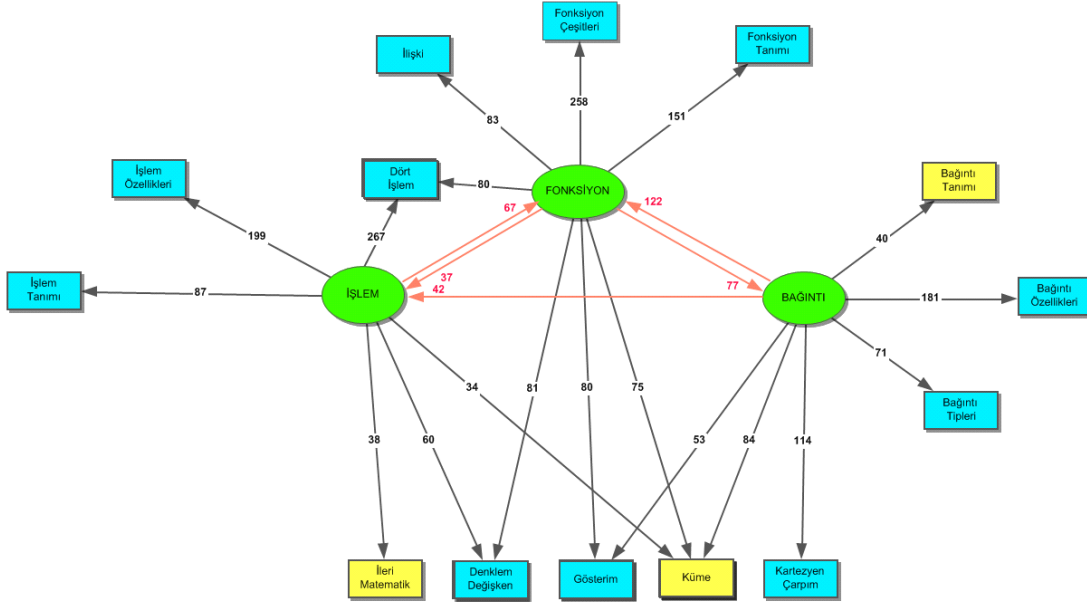 Fonksiyon
Çeşitleri
Fonksiyon
Tanımı
İlişki
258
151
83
İşlem
Özellikleri
Dört
İşlem
80
FONKSİYON
Bağıntı
Tanımı
67
122
199
267
40
37
42
77
İşlem
Tanımı
87
İŞLEM
BAĞINTI
181
Bağıntı
Özellikleri
71
34
81
80
75
Bağıntı
Tipleri
38
60
53
84
114
İleri
Matematik
Denklem
Değişken
Gösterim
Küme
Kartezyen
Çarpım